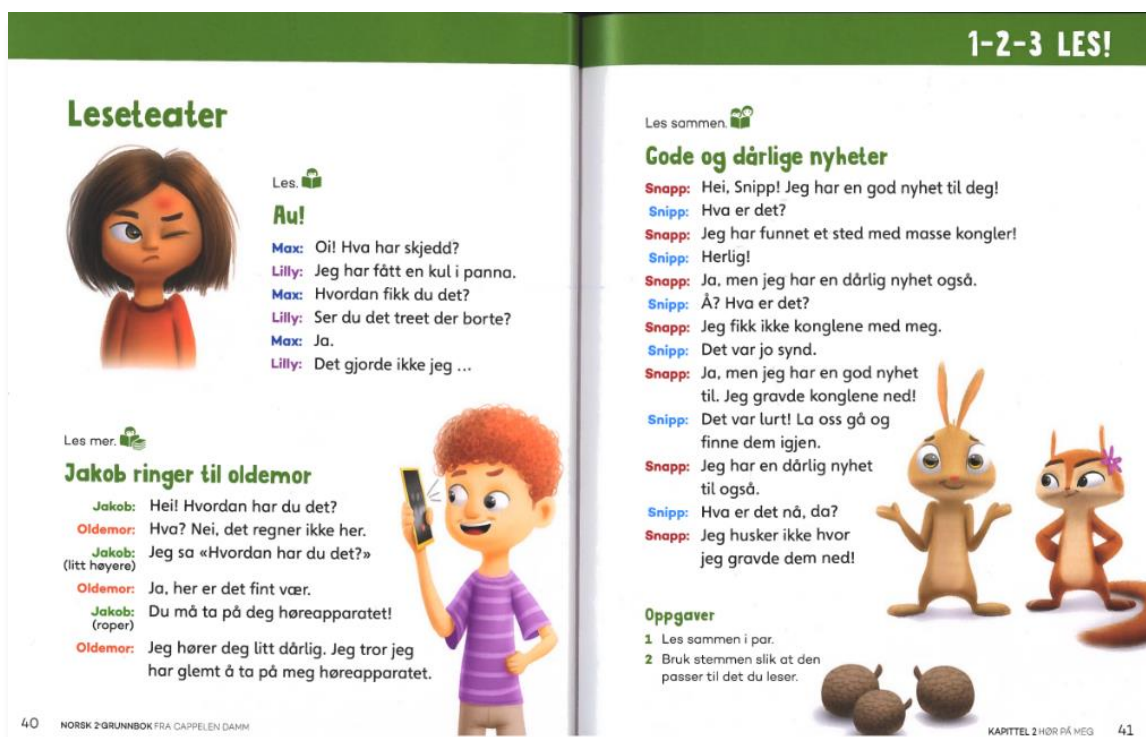 Leseteater
Les.
Au!
Max: Oi! Hva har skjedd?
Lilly: Jeg har fått en kul i panna.
Max: Hvordan fikk du det?
Lilly: Ser du det treet der borte?
Max: Ja.
Lilly: Det gjorde ikke jeg ...
Les mer.
Jakob ringer til oldemor
Jakob: Hei! Hvordan har du det?
Oldemor: Hva? Nei, det regner ikke her.
Jakob: Jeg sa «Hvordan har du det?»
(litt høyere)
Oldemor: Ja, her er det fint vær.
Jakob: Du må ta på deg høreapparatet!
(roper)
Oldemor: Jeg hører deg litt dårlig. Jeg tror jeg
har glemt å ta på meg høreapparatet.
40 NORSK 2 GRUNNBOK FRA CAPPELEN DAMM
1-2-3 LES!
Les sammen.
Gode og dårlige nyheter
Snapp: Hei, Snipp! Jeg har en god nyhet til deg!
Snipp: Hva er det?
Snapp: Jeg har funnet et sted med masse kongler!
Snipp: Herlig!
Snapp: Ja, men jeg har en dårlig nyhet også.
Snipp: Å? Hva er det?
Snapp: Jeg fikk ikke konglene med meg.
Snipp: Det var jo synd.
Snapp: Ja, men jeg har en god nyhet
til. Jeg gravde konglene ned!
Snipp: Det var lurt! La oss gå og
finne dem igjen.
Snapp: Jeg har en dårlig nyhet
til også.
Snipp: Hva er det nå, da?
Snapp: Jeg husker ikke hvor
jeg gravde dem ned!
Oppgaver
1 Les sammen i par.
2 Bruk stemmen slik at den
passer til det du leser.
KAPITTEL 2 HØR PÅ MEG 41